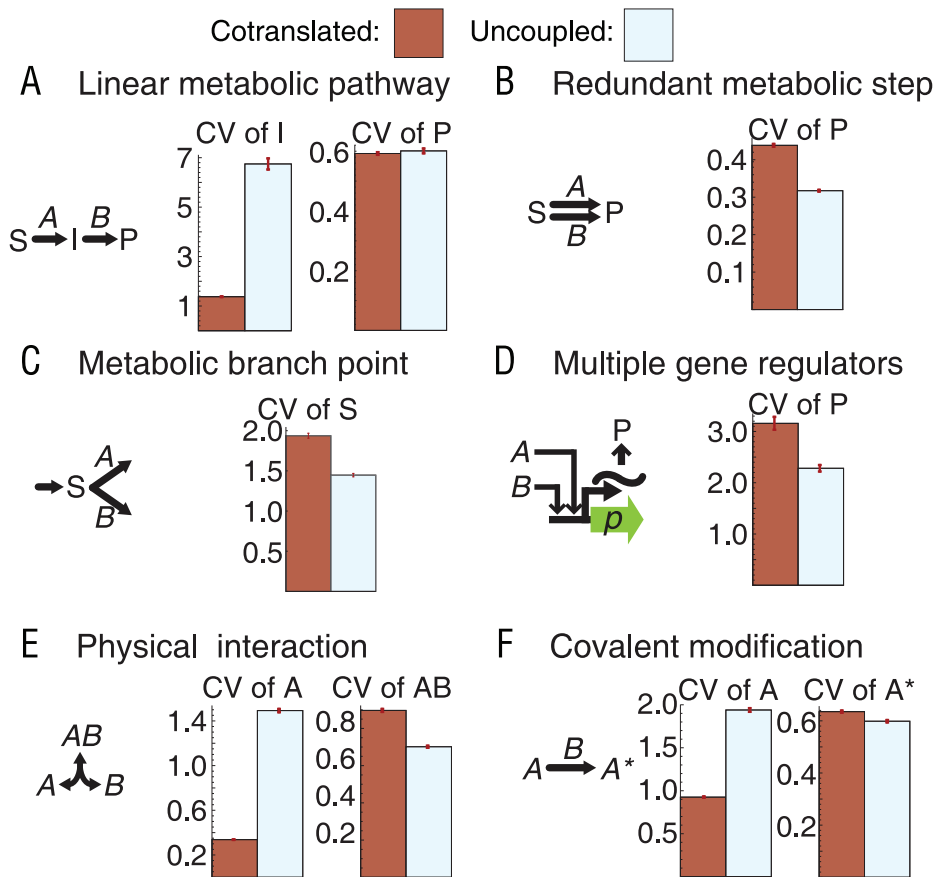 Cotranslated: Uncoupled:
A Linear metabolic pathway
CV of I
7
5
3
1
CV of P
0.6
0.4
0.2
A B
S I P
B Redundant metabolic step
CV of P
0.4
0.3
0.2
0.1
A
S P
B
C Metabolic branch point
CV of S
2.0
1.5
1.0
0.5
A
S
B
D Multiple gene regulators
CV of P
3.0
2.0
1.0
P
A
B
p
E Physical interaction
CV of A
1.4
1.0
0.6
0.2
CV of AB
0.8
0.6
0.4
0.2
AB
A B
F Covalent modification
CV of A
2.0
1.5
1.0
0.5
CV of A*
0.6
0.4
0.2
B
A A*